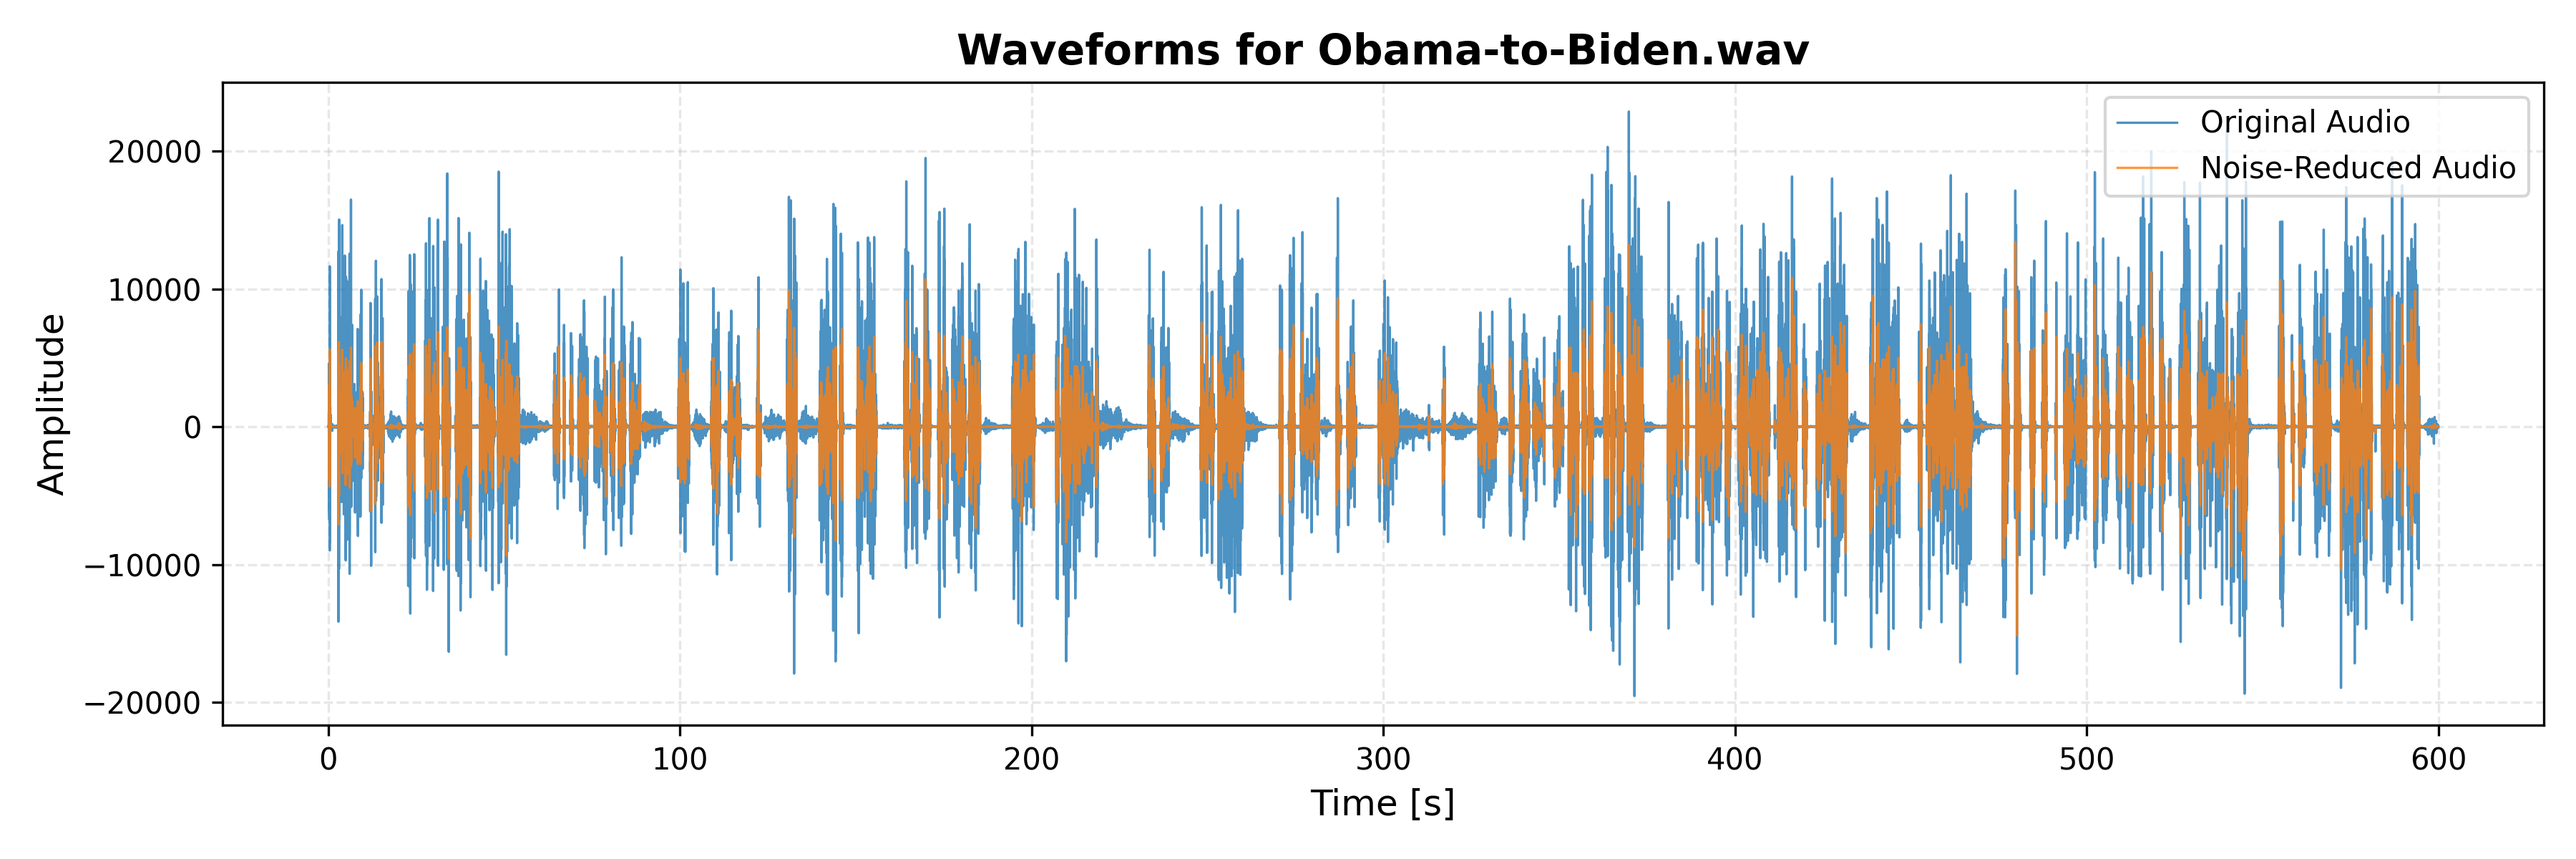 Waveforms for Obama-to-Biden.wav
Original Audio
Noise-Reduced Audio
Amplitude
20000
10000
0
−10000
−20000
0 100 200 300 400 500 600
Time [s]